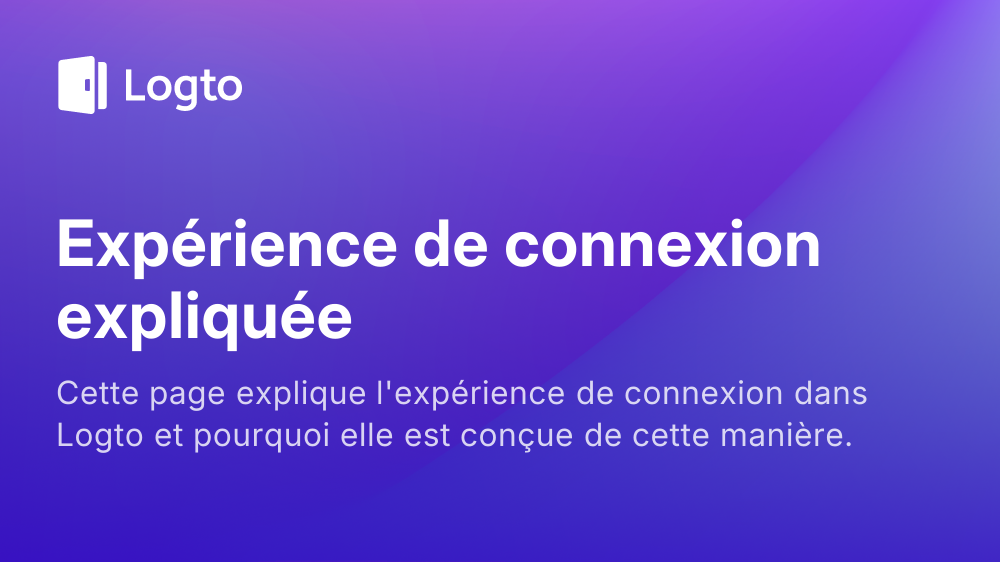 Logto
Expérience de connexion
expliquée
Cette page explique l'expérience de connexion dans
Logto et pourquoi elle est conçue de cette manière.